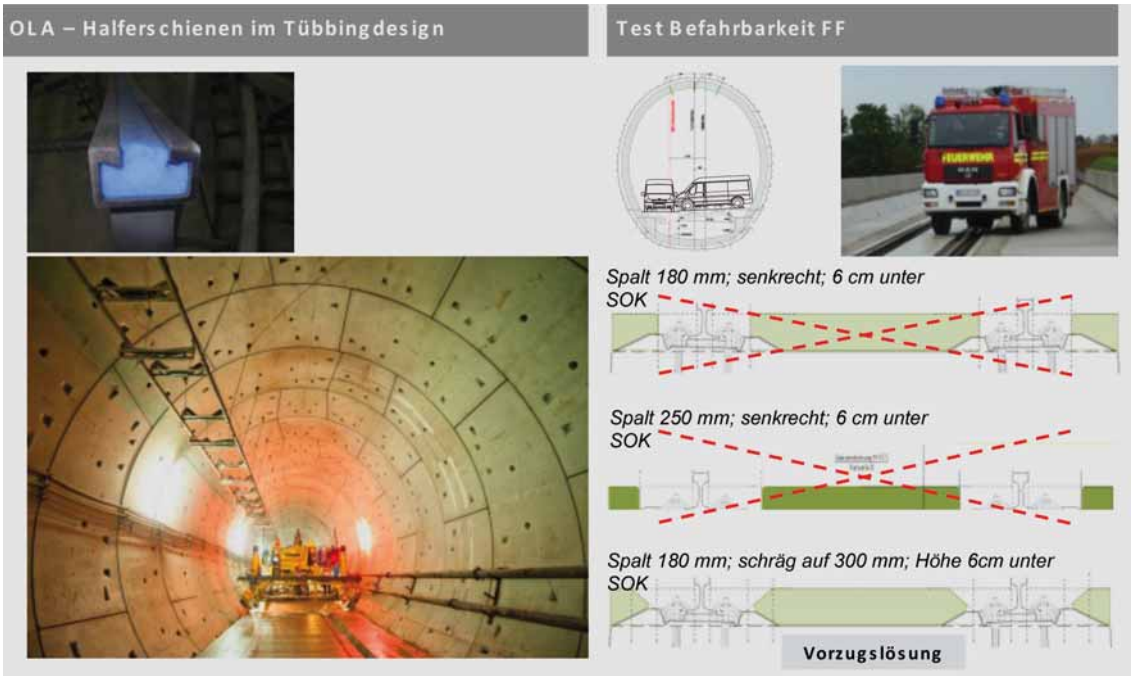 OLA – Halferschienen im Tübbingdesign
Test Befahrbarkeit FF
FEUERWEHR
Spalt 180 mm; senkrecht; 6 cm unter
SOK
Spalt 250 mm; senkrecht; 6 cm unter
SOK
Spalt 180 mm; schräg auf 300 mm; Höhe 6cm unter
SOK
Vorzugslösung